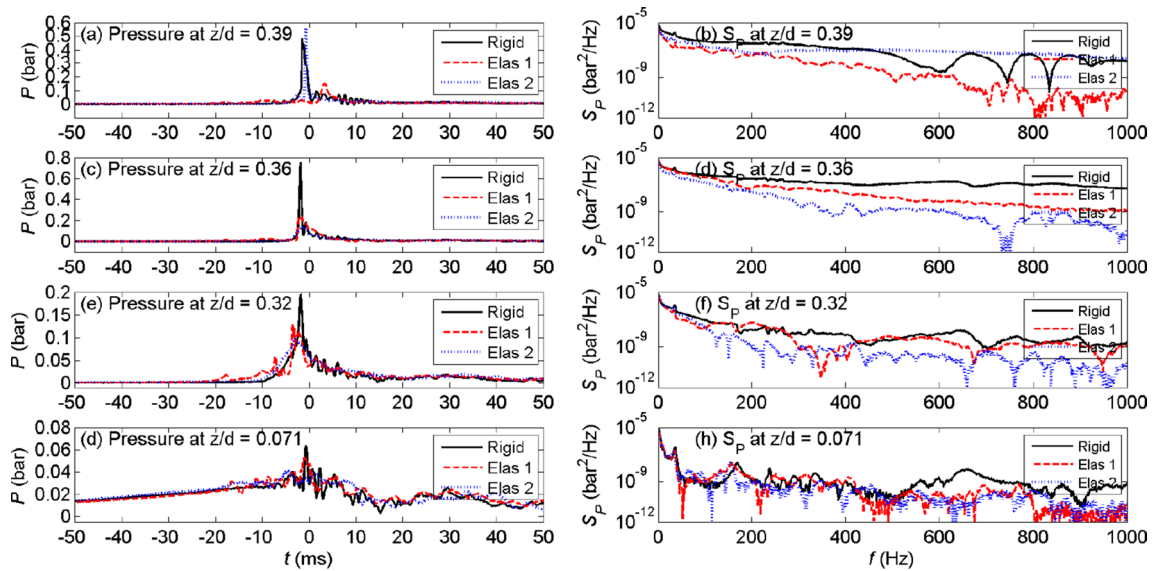 (a) Pressure at z/d = 0.39
Rigid
Elas 1
Elas 2
P (bar)
0.6
0.5
0.4
0.3
0.2
0.1
0
-50 -40 -30 -20 -10 0 10 20 30 40 50
(b) S_P at z/d = 0.39
Rigid
Elas 1
Elas 2
S_P (bar²/Hz)
10^-5
10^-9
10^-12
0 200 400 600 800 1000
(c) Pressure at z/d = 0.36
Rigid
Elas 1
Elas 2
P (bar)
0.8
0.6
0.4
0.2
0
-50 -40 -30 -20 -10 0 10 20 30 40 50
(d) S_P at z/d = 0.36
Rigid
Elas 1
Elas 2
S_P (bar²/Hz)
10^-5
10^-9
10^-12
0 200 400 600 800 1000
(e) Pressure at z/d = 0.32
Rigid
Elas 1
Elas 2
P (bar)
0.2
0.15
0.1
0.05
0
-50 -40 -30 -20 -10 0 10 20 30 40 50
(f) S_P at z/d = 0.32
Rigid
Elas 1
Elas 2
S_P (bar²/Hz)
10^-5
10^-9
10^-12
0 200 400 600 800 1000
(d) Pressure at z/d = 0.071
Rigid
Elas 1
Elas 2
P (bar)
0.08
0.06
0.04
0.02
0
-50 -40 -30 -20 -10 0 10 20 30 40 50
t (ms)
(h) S_P at z/d = 0.071
Rigid
Elas 1
Elas 2
S_P (bar²/Hz)
10^-5
10^-9
10^-12
0 200 400 600 800 1000
f (Hz)